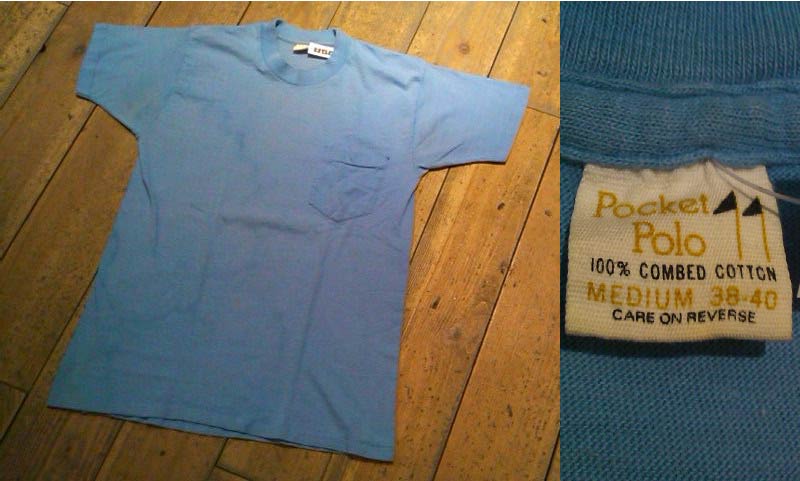 Pocket
Polo
100% COMBED COTTON
MEDIUM 38-40
CARE ON REVERSE